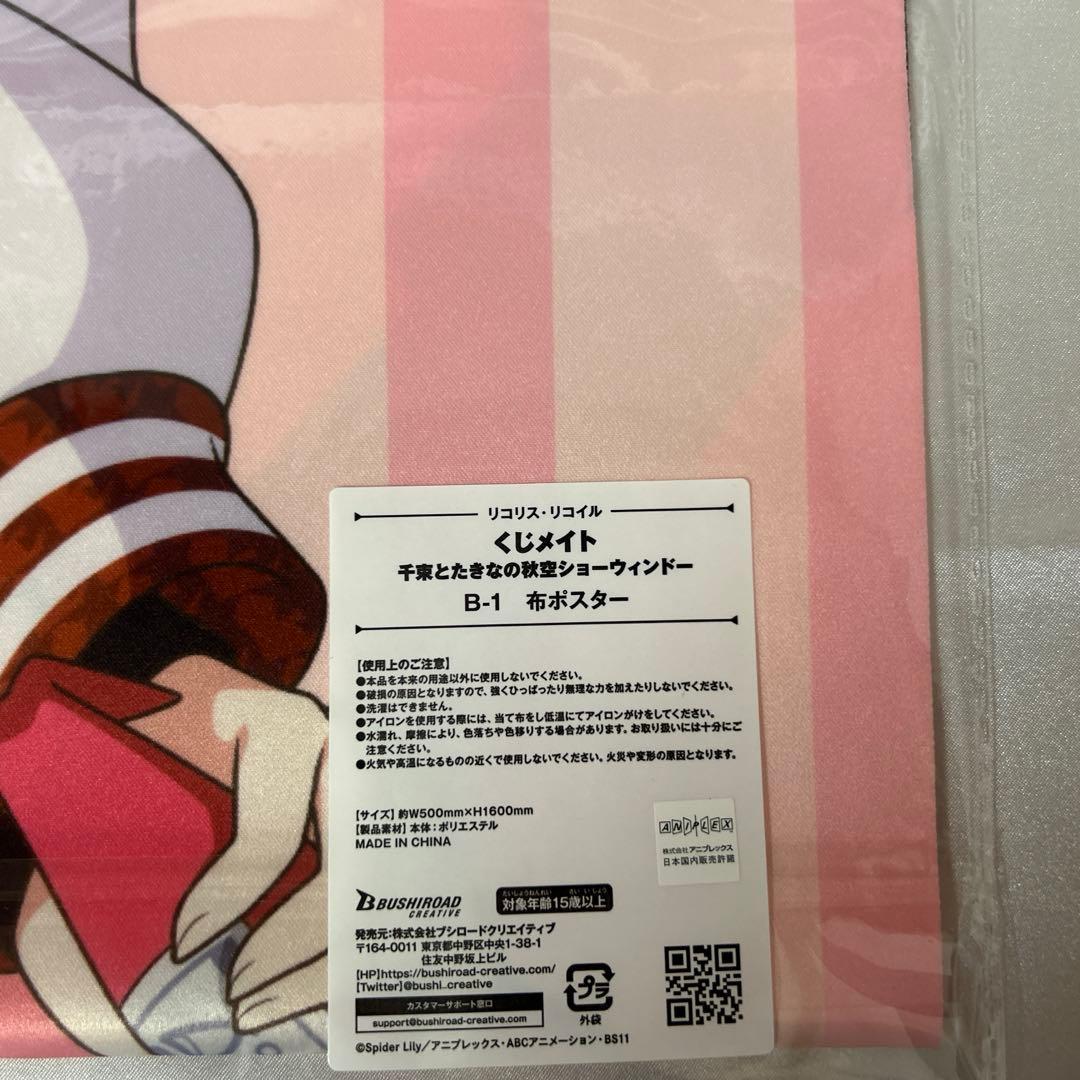 リコリス・リコイル
くじメイト
千束とたきなの秋空ショーウィンドー
B-1 布ポスター
【使用上のご注意】
●本品を本来の用途以外に使用しないでください。
●破損の原因となりますので、強くひっぱったり無理な力を加えたりしないでください。
●洗濯はできません。
●アイロンを使用する際には、当て布をし低温にてアイロンがけをしてください。
●水濡れ、摩擦により、色落ちや色移りする場合があります。お取り扱いには十分にご
注意ください。
●火気や高温になるものの近くで使用しないでください。火災や変形の原因となります。
【サイズ】約W500mm×H1600mm
【製品素材】本体:ポリエステル
MADE IN CHINA
ANIPLEX
株式会社アニプレックス
日本国内販売許諾
BUSHIROAD
CREATIVE
たいしょうねんれい さいいじょう
対象年齢15歳以上
発売元:株式会社ブシロードクリエイティブ
〒164-0011 東京都中野区中央1-38-1
住友中野坂上ビル
【HP】https://bushiroad-creative.com/
【Twitter】@bushi_creative
カスタマーサポート窓口
support@bushiroad-creative.com
プラ
外袋
©Spider Lily/アニプレックス・ABCアニメーション・BS11